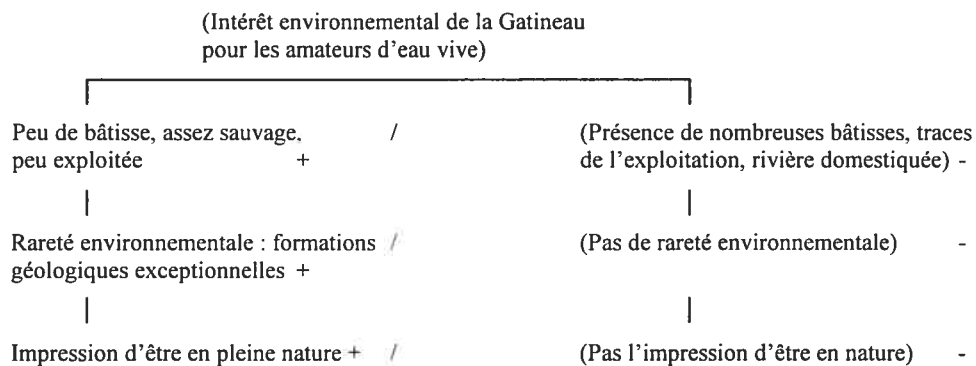 (Intérêt environnemental de la Gatineau
pour les amateurs d'eau vive)
Peu de bâtisse, assez sauvage, / (Présence de nombreuses bâtisses, traces
peu exploitée + de l'exploitation, rivière domestiquée) -
Rareté environnementale : formations / (Pas de rareté environnementale) -
géologiques exceptionnelles +
Impression d'être en pleine nature + / (Pas l'impression d'être en nature) -